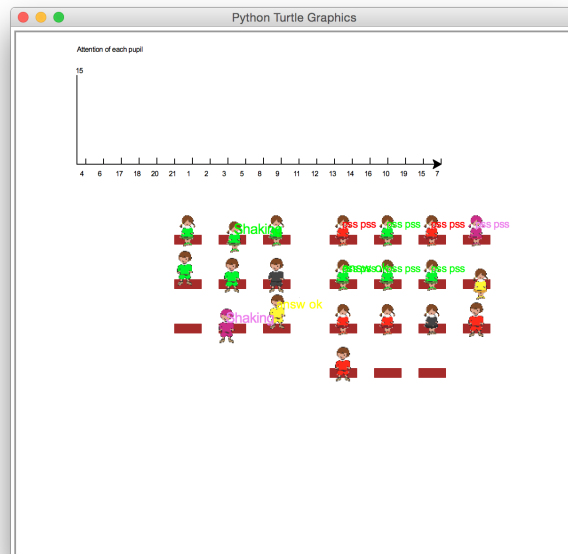 Python Turtle Graphics
Attention of each pupil
15
4 6 17 18 20 21 1 2 3 5 8 9 11 12 13 14 16 10 19 15 7
Shaking pss pss pss pss pss pss pss pss
pss pss pss pss
answ ok
Shaking